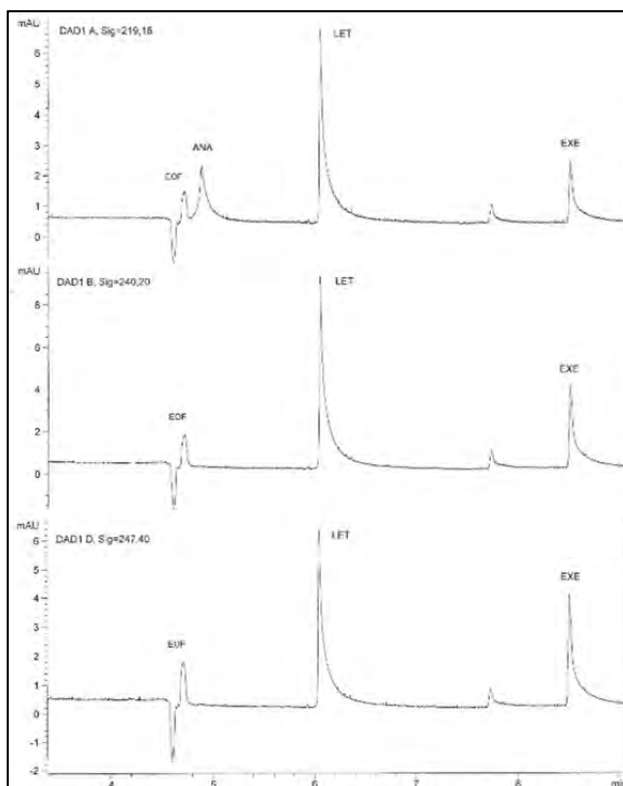 mAU
DAD1 A, Sig=219,16
LET
6
5
4
3
ANA
EXE
2
EOF
1
0
mAU
DAD1 B, Sig=240,20
LET
8
6
EXE
4
EOF
2
0
mAU
DAD1 D, Sig=247,40
LET
6
5
EXE
4
3
EOF
2
1
0
-1
-2
4 6 8